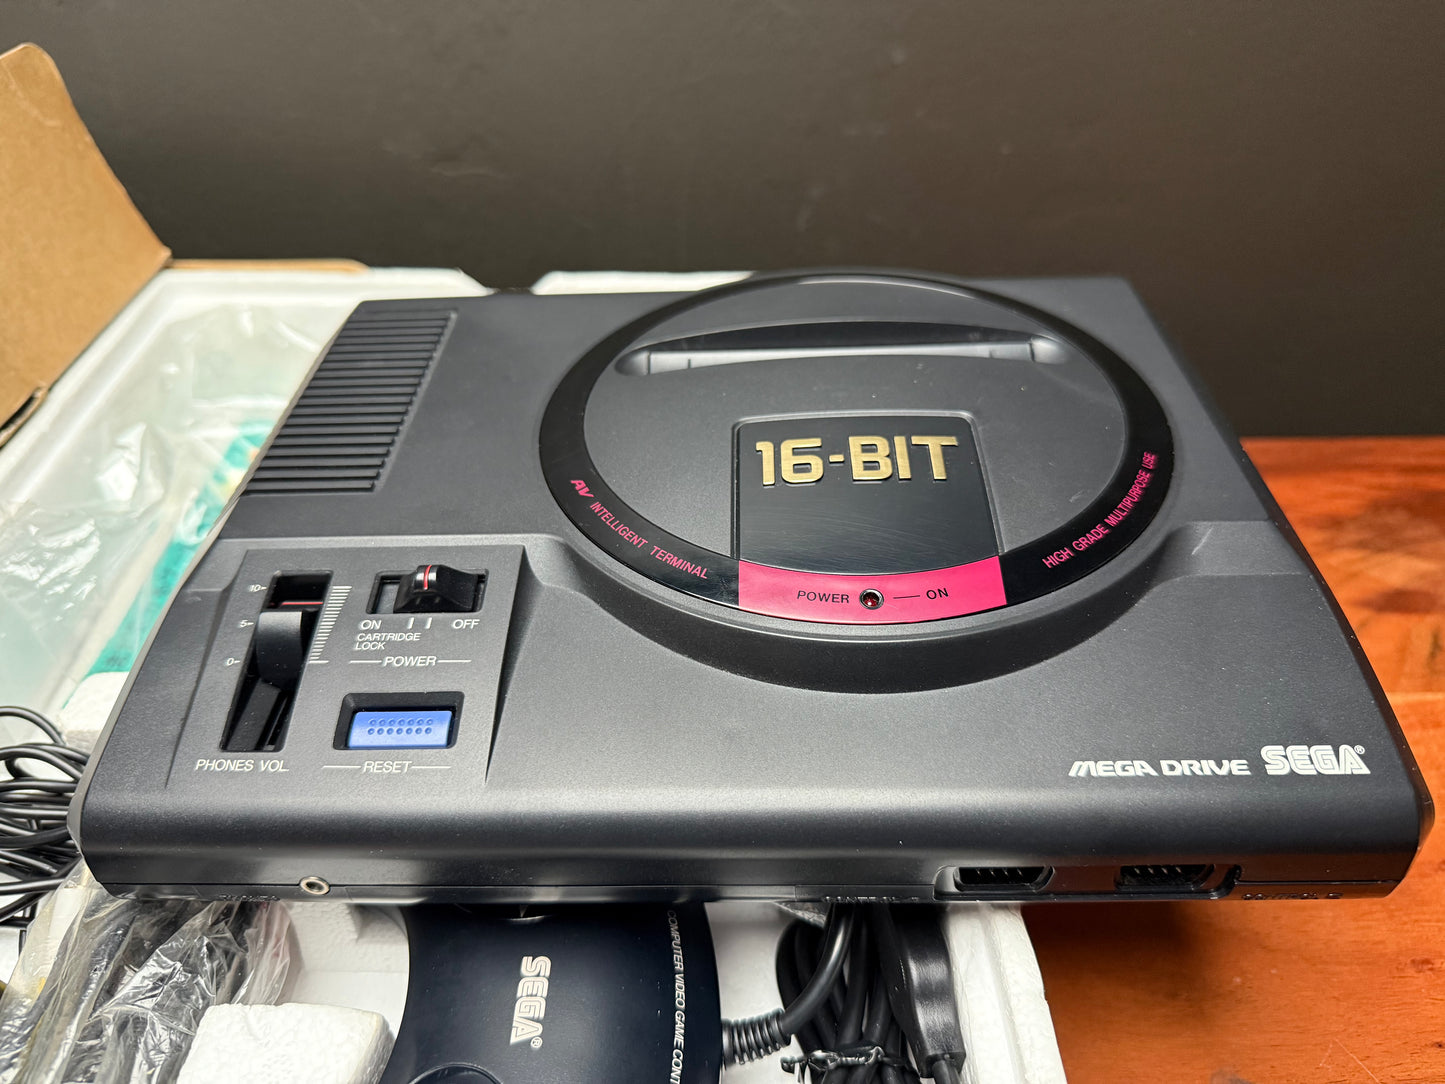 16-BIT
AV INTELLIGENT TERMINAL
HIGH GRADE MULTIPURPOSE USE
POWER ON
10
5
0
ON OFF
CARTRIDGE
LOCK
POWER
PHONES VOL.
RESET
MEGA DRIVE SEGA®
SEGA®
COMPUTER VIDEO GAME